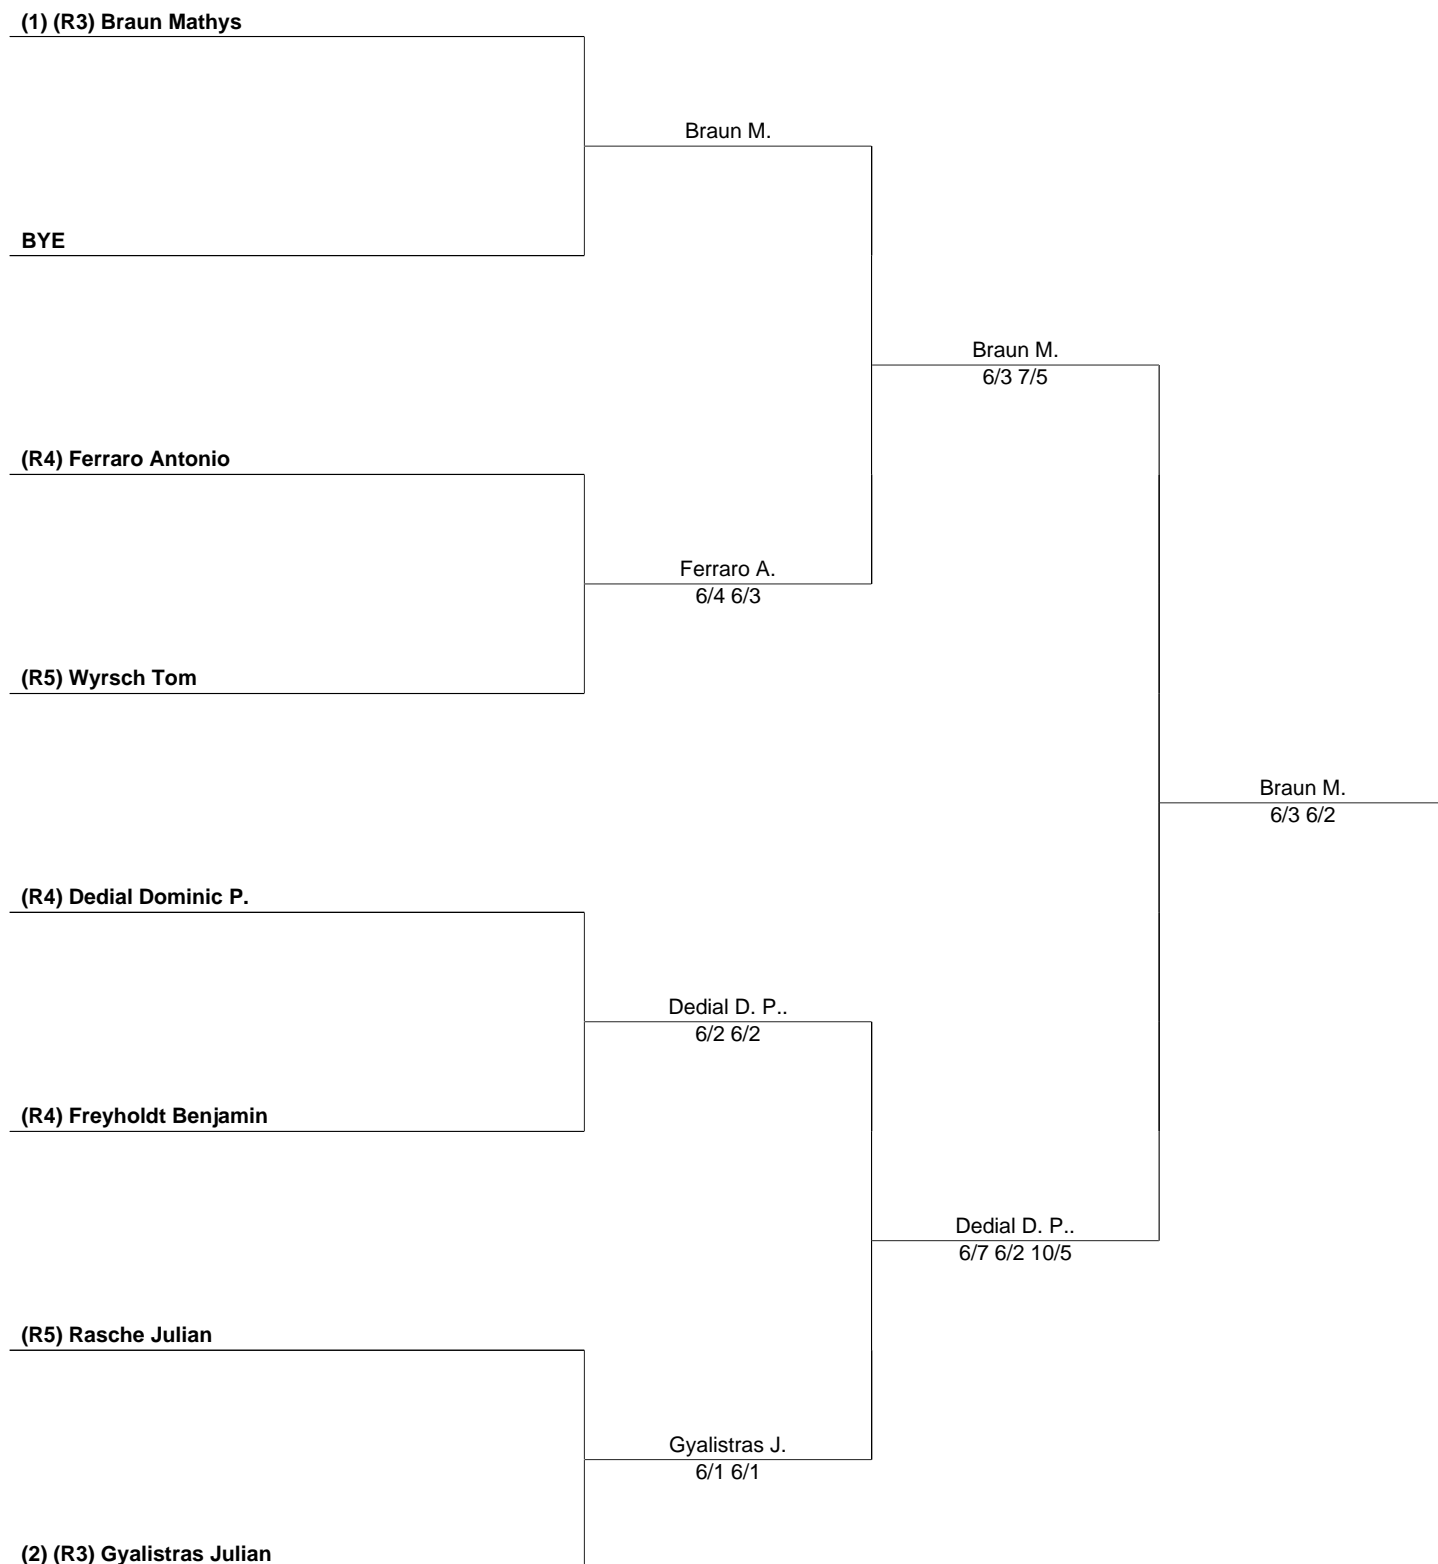 (1) (R3) Braun Mathys
Braun M.
BYE
Braun M.
6/3 7/5
(R4) Ferraro Antonio
Ferraro A.
6/4 6/3
(R5) Wyrsch Tom
Braun M.
6/3 6/2
(R4) Dedial Dominic P.
Dedial D. P..
6/2 6/2
(R4) Freyholdt Benjamin
Dedial D. P..
6/7 6/2 10/5
(R5) Rasche Julian
Gyalistras J.
6/1 6/1
(2) (R3) Gyalistras Julian